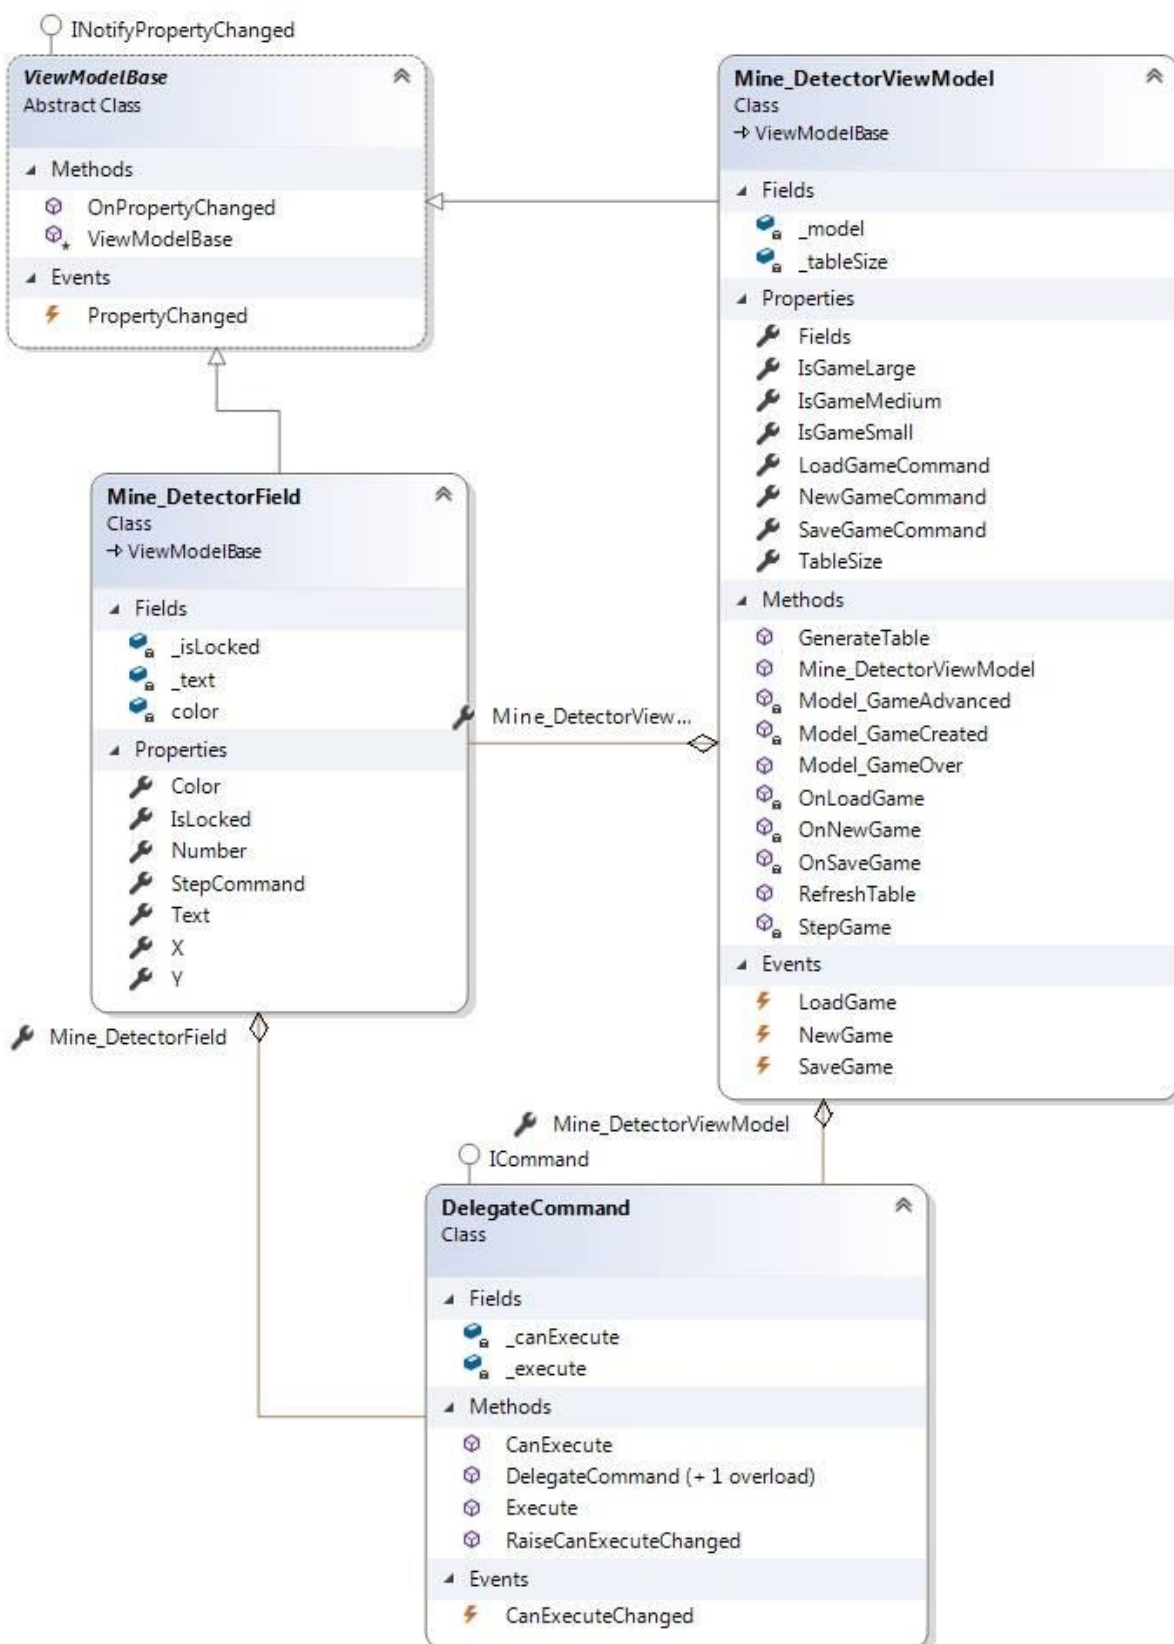 INotifyPropertyChanged
ViewModelBase
Abstract Class
Methods
OnPropertyChanged
ViewModelBase
Events
PropertyChanged
Mine_DetectorViewModel
Class
ViewModelBase
Fields
_model
_tableSize
Properties
Fields
IsGameLarge
IsGameMedium
IsGameSmall
LoadGameCommand
NewGameCommand
SaveGameCommand
TableSize
Methods
GenerateTable
Mine_DetectorViewModel
Model_GameAdvanced
Model_GameCreated
Model_GameOver
OnLoadGame
OnNewGame
OnSaveGame
RefreshTable
StepGame
Events
LoadGame
NewGame
SaveGame
Mine_DetectorField
Class
ViewModelBase
Fields
_isLocked
_text
color
Properties
Color
IsLocked
Number
StepCommand
Text
X
Y
Mine_DetectorView...
Mine_DetectorField
Mine_DetectorViewModel
ICommand
DelegateCommand
Class
Fields
_canExecute
_execute
Methods
CanExecute
DelegateCommand (+ 1 overload)
Execute
RaiseCanExecuteChanged
Events
CanExecuteChanged